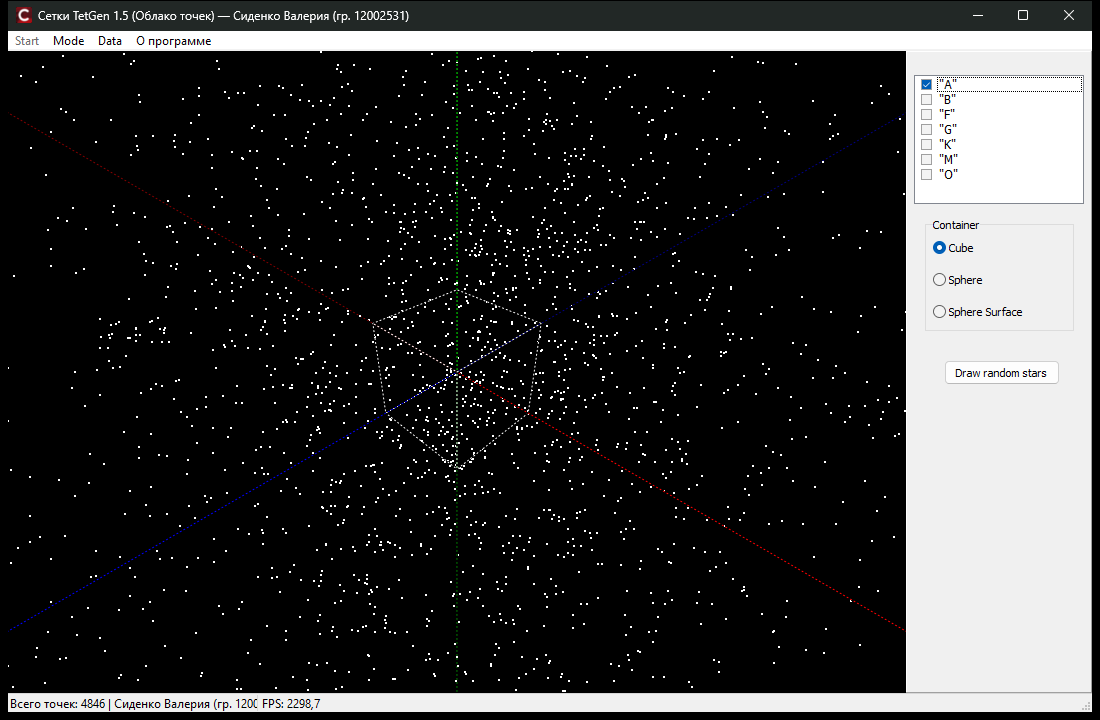 Сетки TetGen 1.5 (Облако точек) — Сиденко Валерия (гр. 12002531)
Start Mode Data О программе
"A"
"B"
"F"
"G"
"K"
"M"
"O"
Container
Cube
Sphere
Sphere Surface
Draw random stars
Всего точек: 4846 | Сиденко Валерия (гр. 1200 FPS: 2298,7